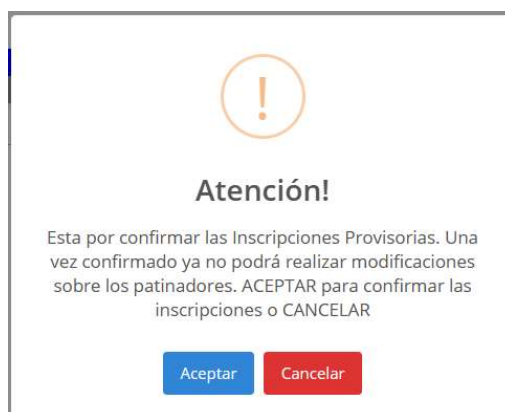 !
Atención!
Esta por confirmar las Inscripciones Provisorias. Una
vez confirmado ya no podrá realizar modificaciones
sobre los patinadores. ACEPTAR para confirmar las
inscripciones o CANCELAR
Aceptar Cancelar